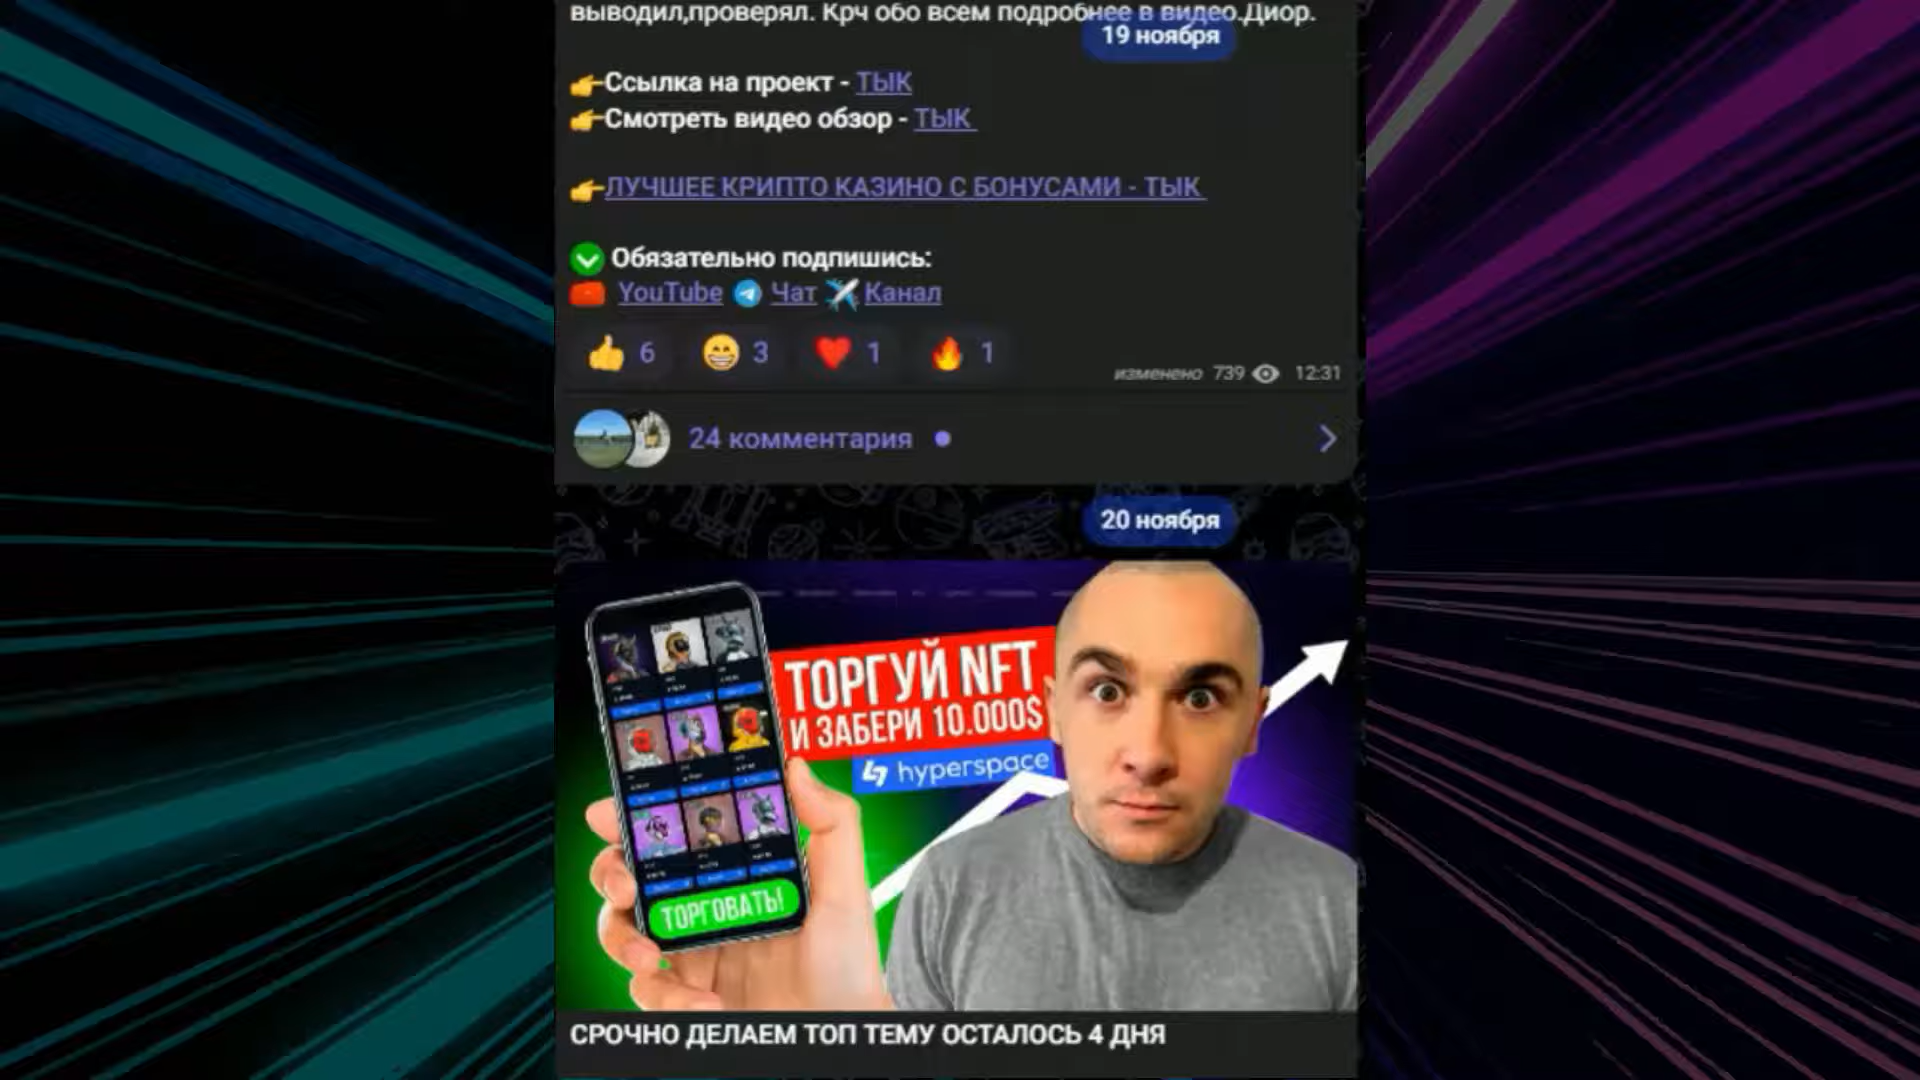 выводил,проверял. Крч обо всем подробнее в видео.Диор.
19 ноября
👉Ссылка на проект - ТЫК
👉Смотреть видео обзор - ТЫК
👉ЛУЧШЕЕ КРИПТО КАЗИНО С БОНУСАМИ - ТЫК
Обязательно подпишись:
YouTube Чат Канал
6 3 1 1
изменено 739 12:31
24 комментария
20 ноября
ТОРГУЙ NFT
И ЗАБЕРИ 10.000$
hyperspace
ТОРГОВАТЬ!
СРОЧНО ДЕЛАЕМ ТОП ТЕМУ ОСТАЛОСЬ 4 ДНЯ